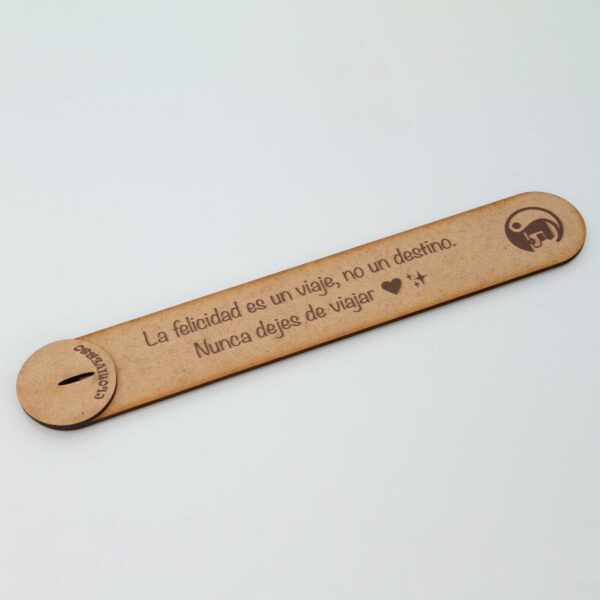 La felicidad es un viaje, no un destino.
Nunca dejes de viajar ❤ ✨